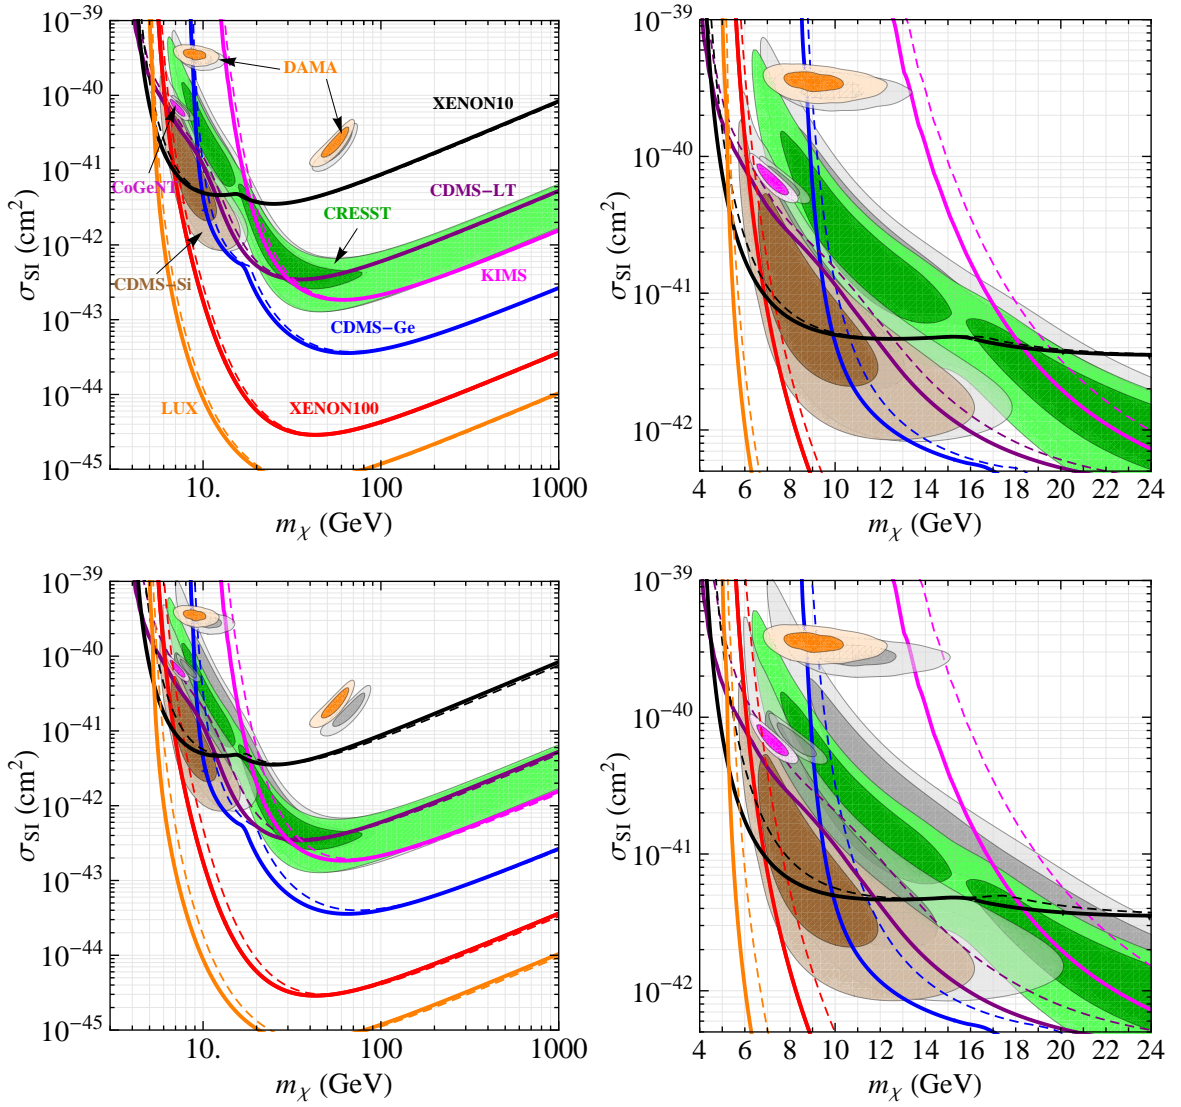 10⁻³⁹
10⁻⁴⁰
10⁻⁴¹
10⁻⁴²
10⁻⁴³
10⁻⁴⁴
10⁻⁴⁵
σSI (cm²)
DAMA
XENON10
CoGeNT
CDMS−LT
CRESST
KIMS
CDMS−Si
CDMS−Ge
LUX
XENON100
10.
100
1000
mχ (GeV)
10⁻³⁹
10⁻⁴⁰
10⁻⁴¹
10⁻⁴²
σSI (cm²)
4 6 8 10 12 14 16 18 20 22 24
mχ (GeV)
10⁻³⁹
10⁻⁴⁰
10⁻⁴¹
10⁻⁴²
10⁻⁴³
10⁻⁴⁴
10⁻⁴⁵
σSI (cm²)
10.
100
1000
mχ (GeV)
10⁻³⁹
10⁻⁴⁰
10⁻⁴¹
10⁻⁴²
σSI (cm²)
4 6 8 10 12 14 16 18 20 22 24
mχ (GeV)